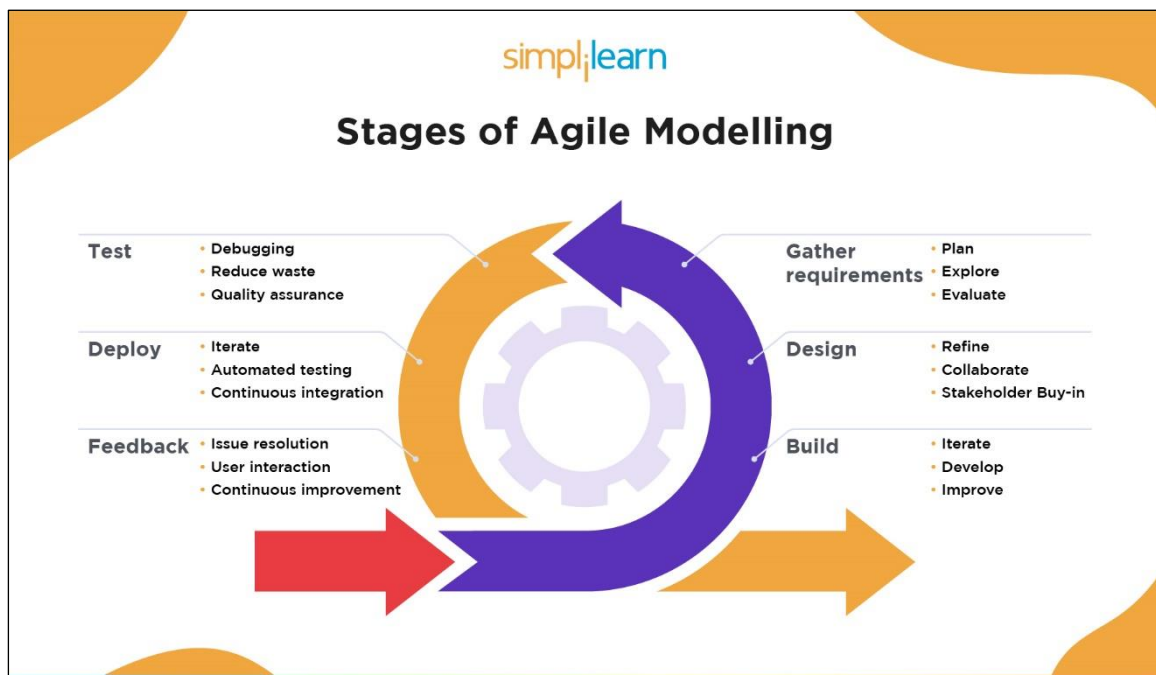 simplilearn
Stages of Agile Modelling
Test
• Debugging
• Reduce waste
• Quality assurance
Deploy
• Iterate
• Automated testing
• Continuous integration
Feedback
• Issue resolution
• User interaction
• Continuous improvement
Gather
requirements
• Plan
• Explore
• Evaluate
Design
• Refine
• Collaborate
• Stakeholder Buy-in
Build
• Iterate
• Develop
• Improve